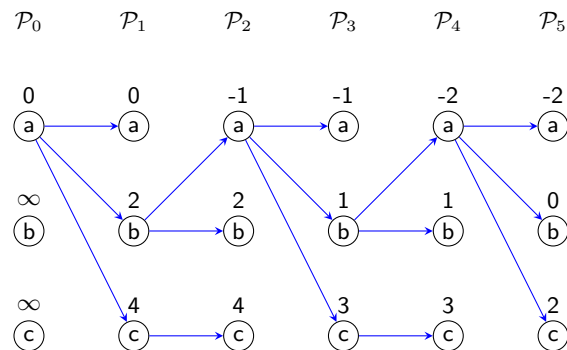 𝒫₀ 𝒫₁ 𝒫₂ 𝒫₃ 𝒫₄ 𝒫₅
0 0 -1 -1 -2 -2
a a a a a a
∞ 2 2 1 1 0
b b b b b b
∞ 4 4 3 3 2
c c c c c c